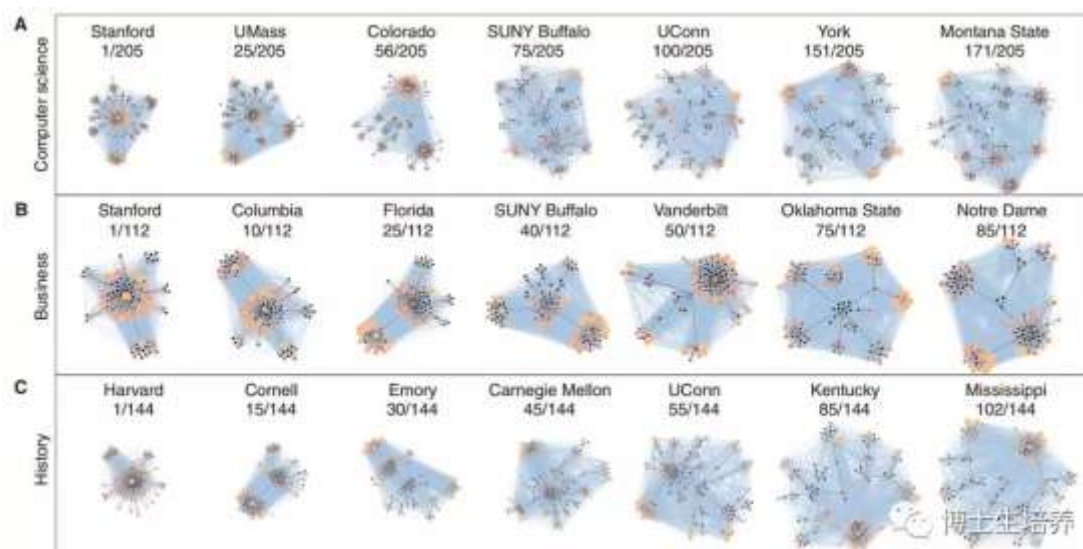 A
Computer science
Stanford
1/205
UMass
25/205
Colorado
56/205
SUNY Buffalo
75/205
UConn
100/205
York
151/205
Montana State
171/205
B
Business
Stanford
1/112
Columbia
10/112
Florida
25/112
SUNY Buffalo
40/112
Vanderbilt
50/112
Oklahoma State
75/112
Notre Dame
85/112
C
History
Harvard
1/144
Cornell
15/144
Emory
30/144
Carnegie Mellon
45/144
UConn
55/144
Kentucky
85/144
Mississippi
102/144
博士生培养